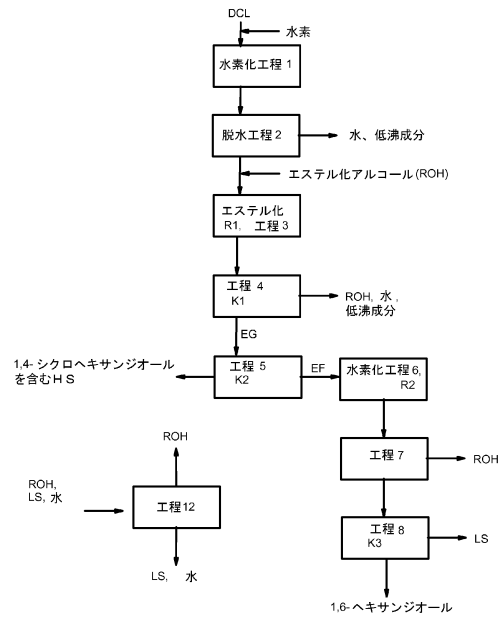 DCL
水素
水素化工程 1
脱水工程 2
水、低沸成分
エステル化アルコール(ROH)
エステル化
R1, 工程 3
工程 4
K1
ROH, 水,
低沸成分
EG
1,4-シクロヘキサンジオール
を含むHS
工程 5
K2
EF
水素化工程 6,
R2
ROH
工程 7
ROH
ROH,
LS, 水
工程12
工程 8
K3
LS
LS, 水
1,6-ヘキサンジオール